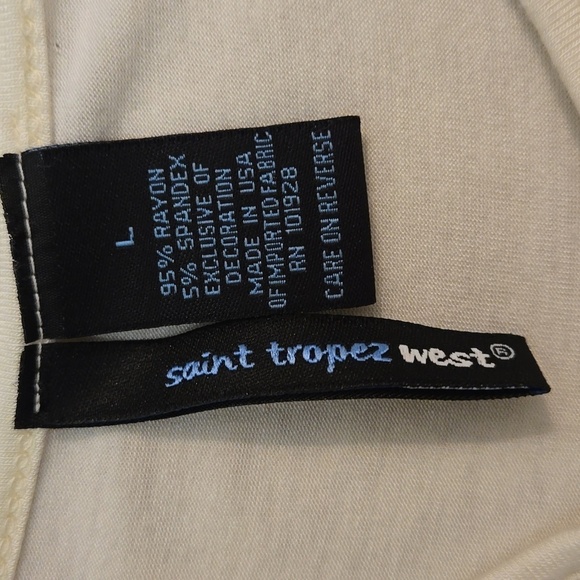 L
95% RAYON
5% SPANDEX
EXCLUSIVE OF
DECORATION
MADE IN USA
OF IMPORTED FABRIC
RN 101928
CARE ON REVERSE
saint tropez west®